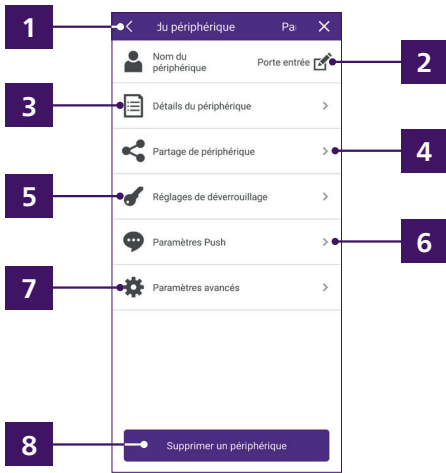 1
du périphérique Pa
2
Nom du
périphérique
Porte entrée
3
Détails du périphérique
4
Partage de périphérique
5
Réglages de déverrouillage
6
Paramètres Push
7
Paramètres avancés
8
Supprimer un périphérique